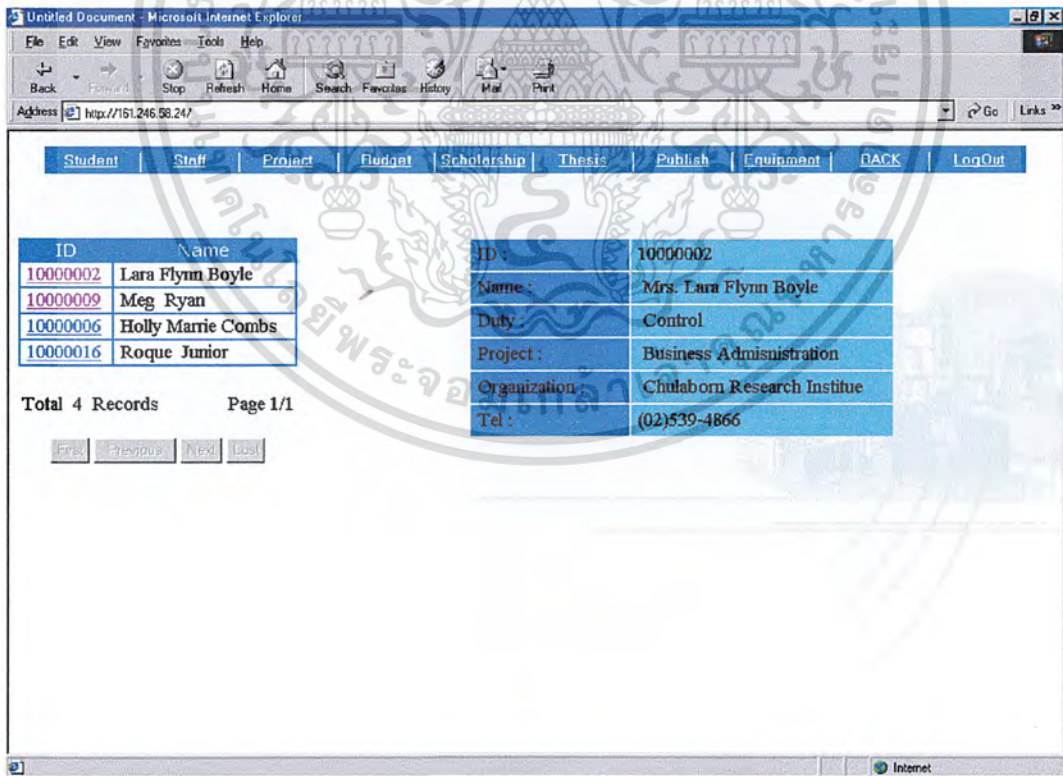 Untitled Document - Microsoft Internet Explorer
File Edit View Favorites Tools Help
Back Forward Stop Refresh Home Search Favorites History Mail Print
Address http://161.246.58.24/ Go Links »
Student Staff Project Budget Scholarship Thesis Publish Equipment BACK LogOut
ID Name
10000002 Lara Flynn Boyle
10000009 Meg Ryan
10000006 Holly Marrie Combs
10000016 Roque Junior
Total 4 Records Page 1/1
First Previous Next Last
ID : 10000002
Name : Mrs. Lara Flynn Boyle
Duty : Control
Project : Business Admisnistration
Organization : Chulaborn Research Institue
Tel : (02)539-4866
Internet